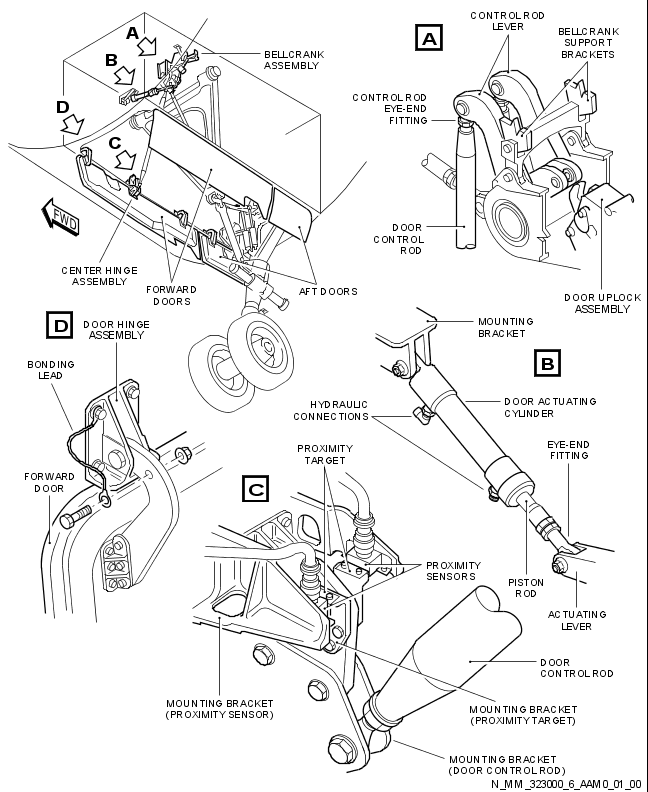 A
B
D
C
BELLCRANK
ASSEMBLY
FWD
CENTER HINGE
ASSEMBLY
FORWARD
DOORS
AFT DOORS
A
CONTROL ROD
LEVER
BELLCRANK
SUPPORT
BRACKETS
CONTROL ROD
EYE-END
FITTING
DOOR
CONTROL
ROD
DOOR UPLOCK
ASSEMBLY
D
DOOR HINGE
ASSEMBLY
BONDING
LEAD
FORWARD
DOOR
MOUNTING
BRACKET
B
HYDRAULIC
CONNECTIONS
DOOR ACTUATING
CYLINDER
EYE-END
FITTING
PISTON
ROD
ACTUATING
LEVER
C
PROXIMITY
TARGET
PROXIMITY
SENSORS
MOUNTING BRACKET
(PROXIMITY SENSOR)
DOOR
CONTROL ROD
MOUNTING BRACKET
(PROXIMITY TARGET)
MOUNTING BRACKET
(DOOR CONTROL ROD)
N_MM_323000_6_AAM0_01_00